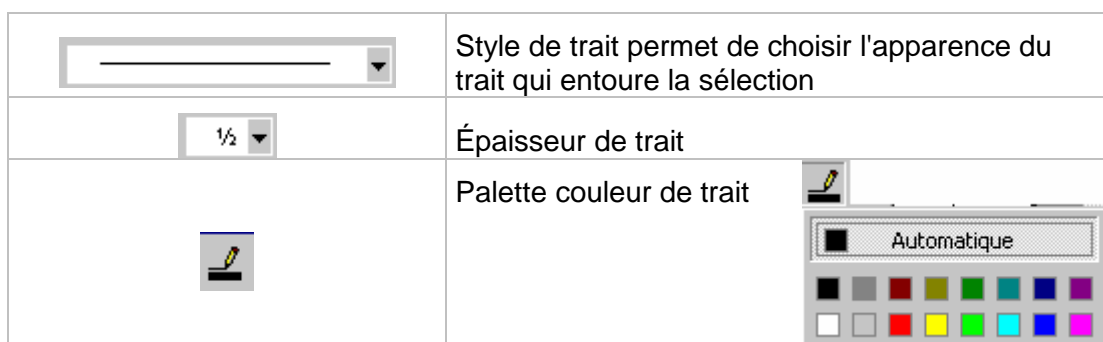 Style de trait permet de choisir l'apparence du
trait qui entoure la sélection
½
Épaisseur de trait
Palette couleur de trait
Automatique